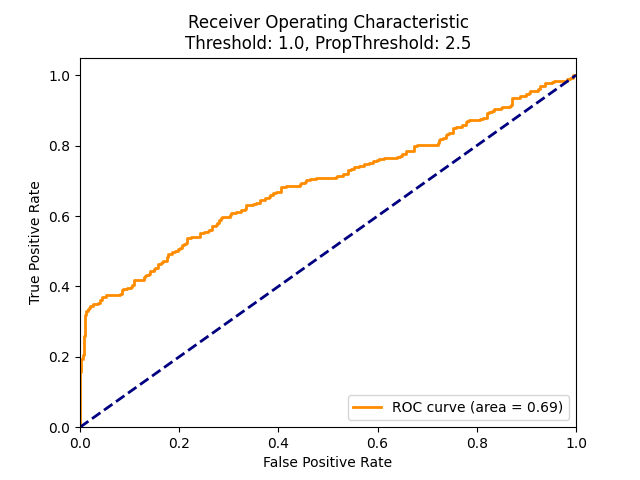 Receiver Operating Characteristic
Threshold: 1.0, PropThreshold: 2.5
True Positive Rate
1.0
0.8
0.6
0.4
0.2
0.0
ROC curve (area = 0.69)
0.0 0.2 0.4 0.6 0.8 1.0
False Positive Rate